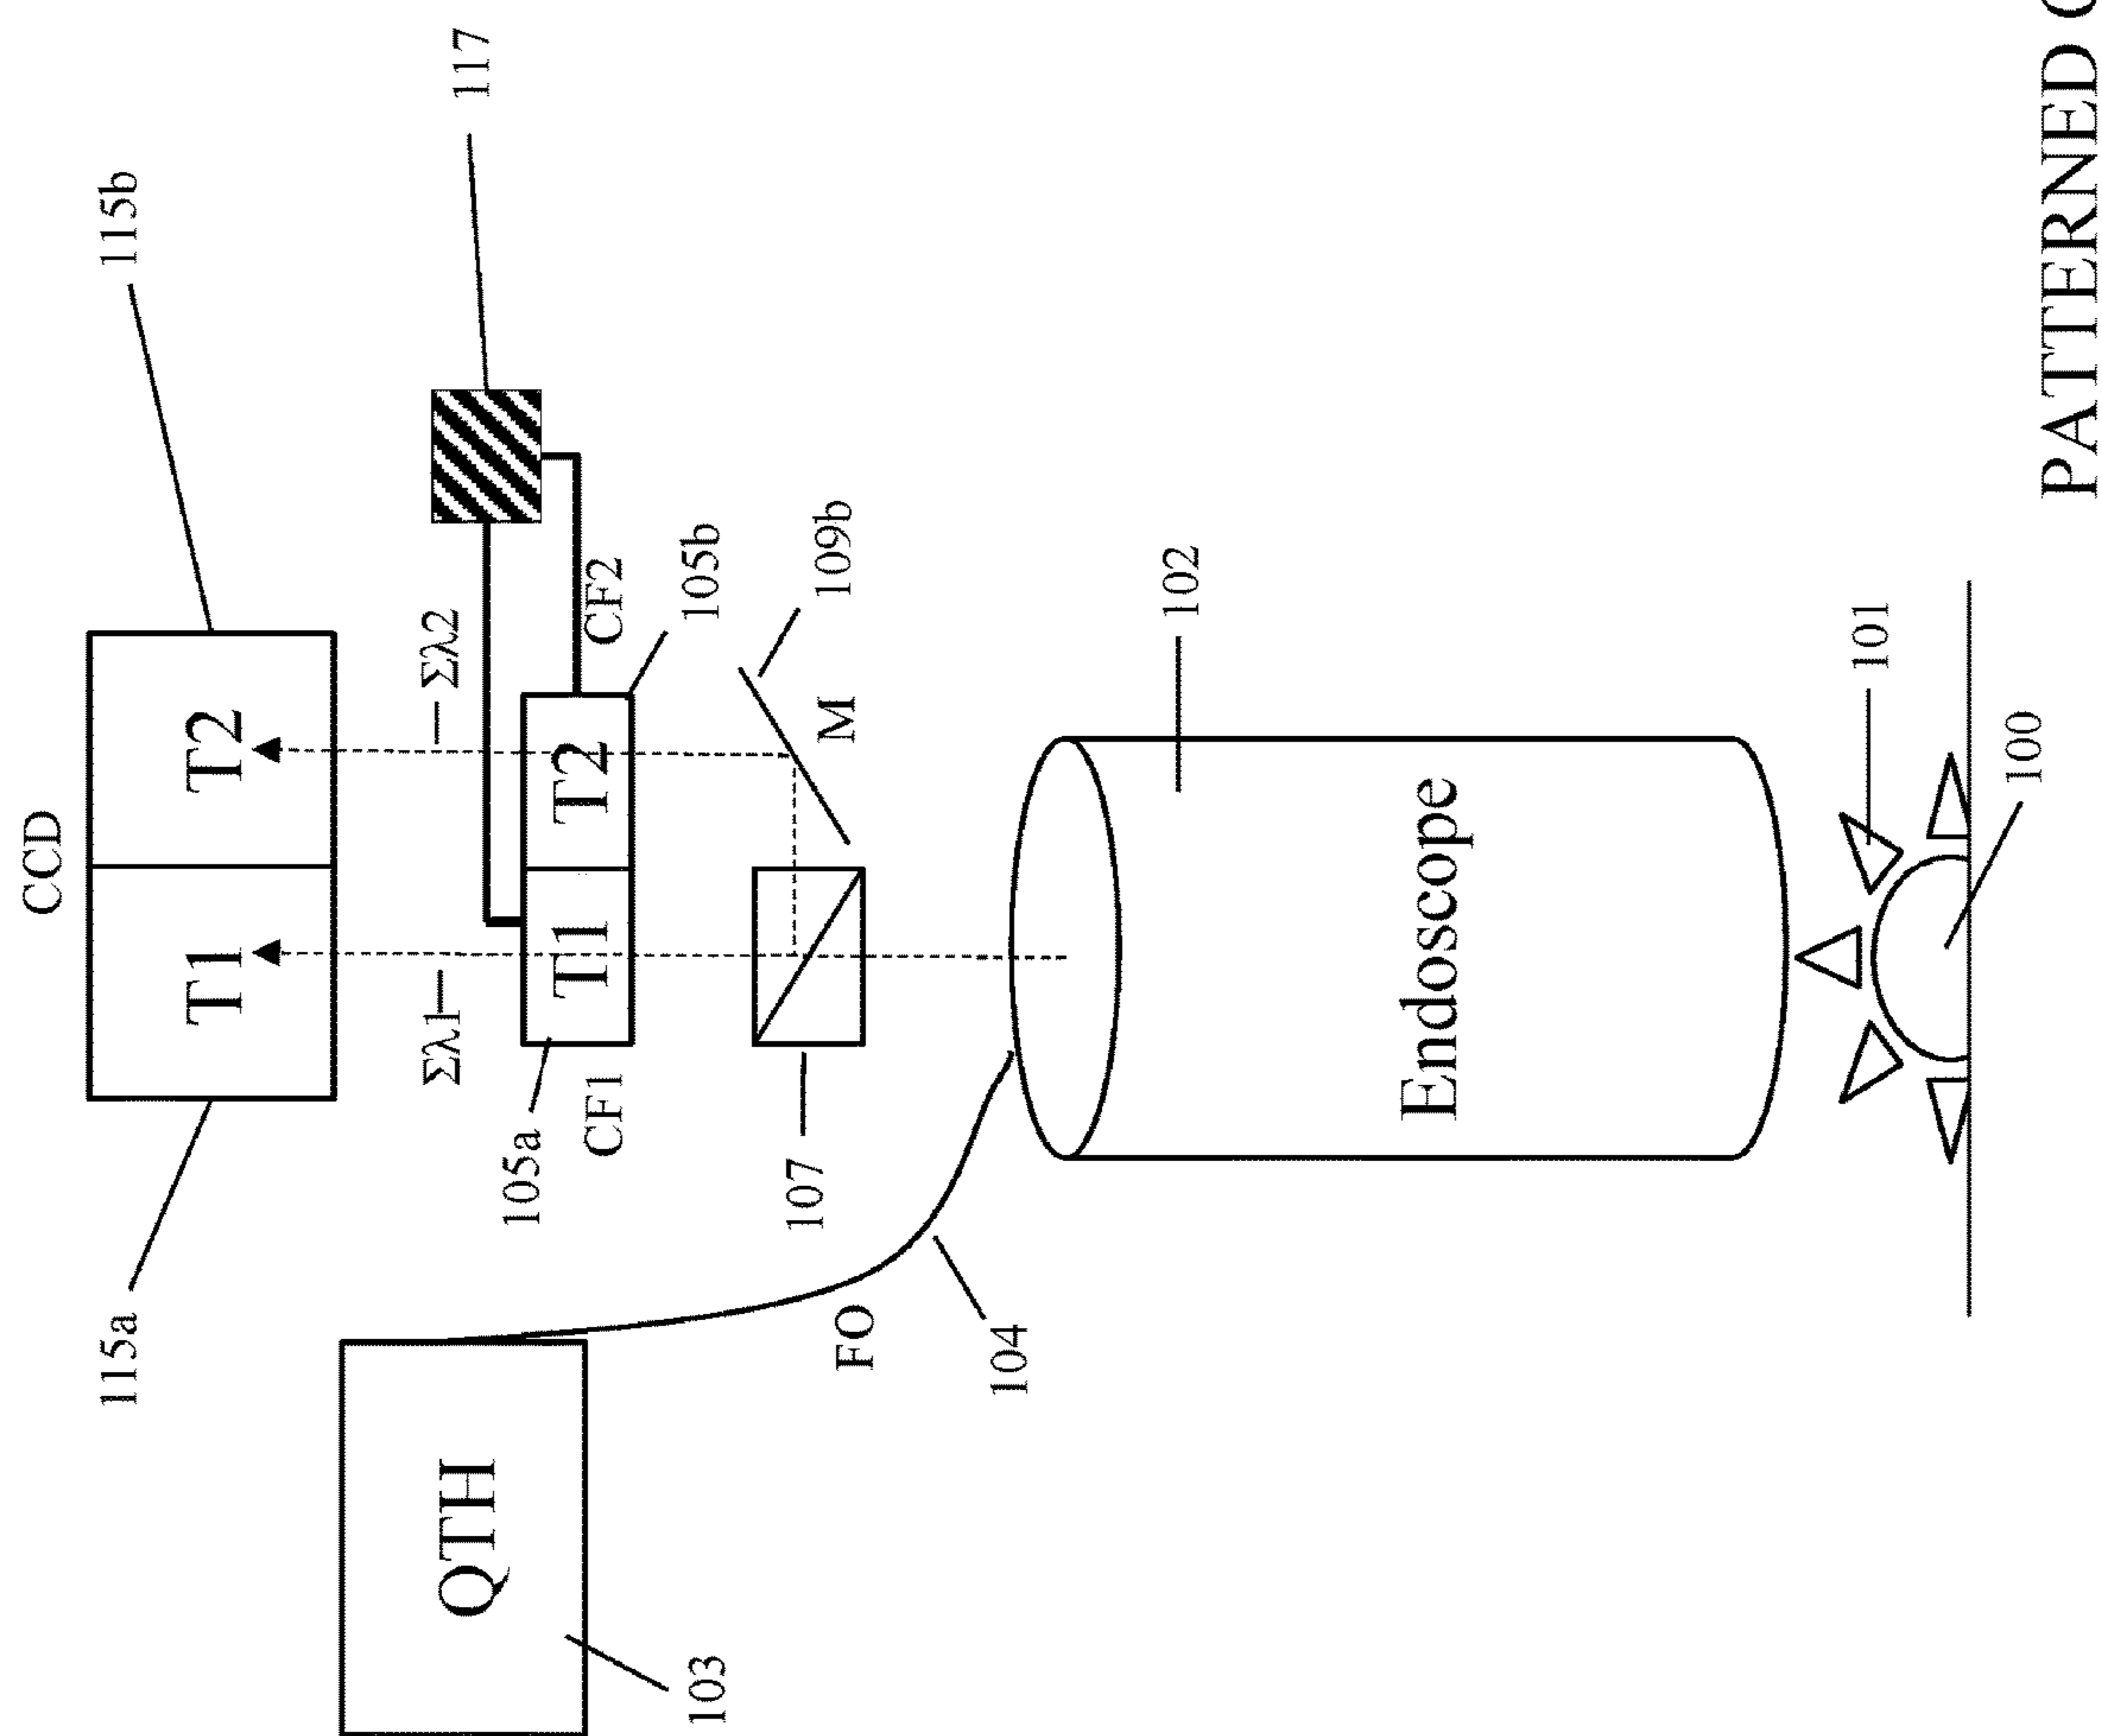 CCD
115a
115b
T1
T2
Σλ1
Σλ2
117
QTH
103
105a
CF1
T1
T2
CF2
105b
107
M
109b
FO
104
102
Endoscope
101
100
PATTERNED